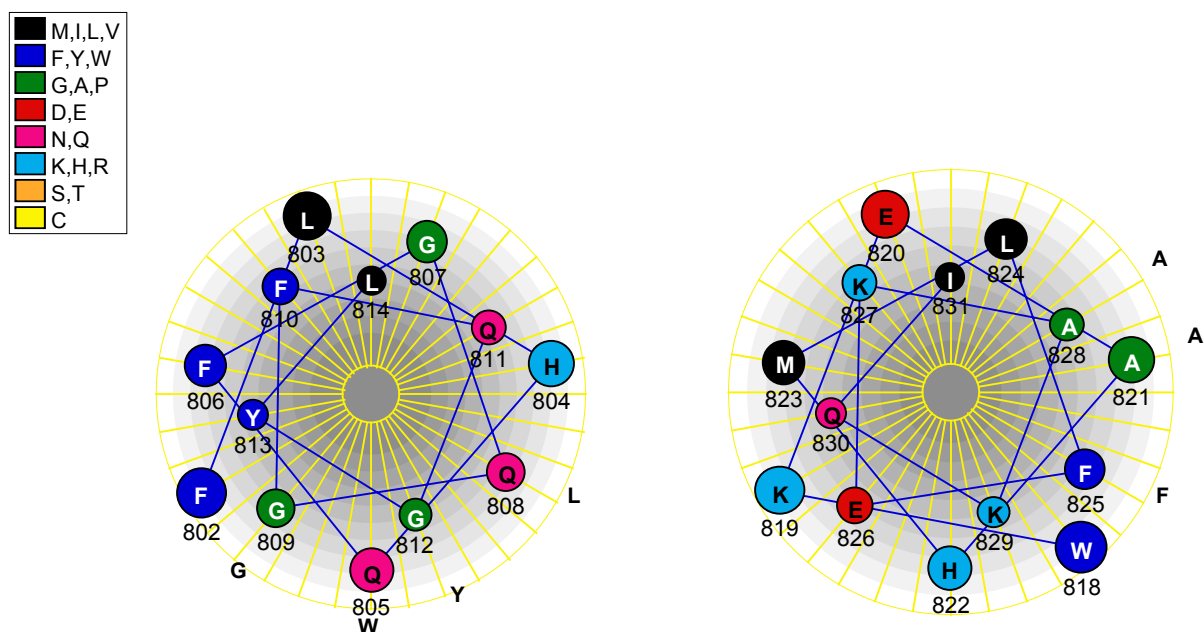 M,I,L,V
F,Y,W
G,A,P
D,E
N,Q
K,H,R
S,T
C
L
803
G
807
F
810
L
814
Q
811
H
804
F
806
Y
813
F
802
G
809
G
812
Q
808
Q
805
L
G
Y
W
E
820
L
824
K
827
I
831
A
828
A
821
M
823
Q
830
K
819
E
826
K
829
F
825
W
818
H
822
A
A
F